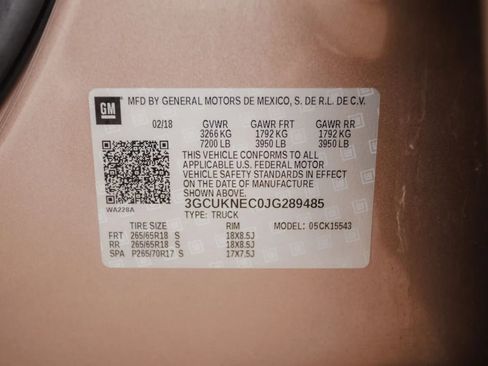 GM
MFD BY GENERAL MOTORS DE MEXICO, S. DE R.L. DE C.V.
02/18 GVWR GAWR FRT GAWR RR
3266 KG 1792 KG 1792 KG
7200 LB 3950 LB 3950 LB
THIS VEHICLE CONFORMS TO ALL
APPLICABLE U.S. FEDERAL MOTOR
VEHICLE SAFETY STANDARDS IN EFFECT
ON THE DATE OF MANUFACTURE
SHOWN ABOVE.
3GCUKNEC0JG289485
WA228A TYPE: TRUCK
TIRE SIZE RIM MODEL: 05CK15543
FRT 265/65R18 S 18X8.5J
RR 265/65R18 S 18X8.5J
SPA P265/70R17 S 17X7.5J